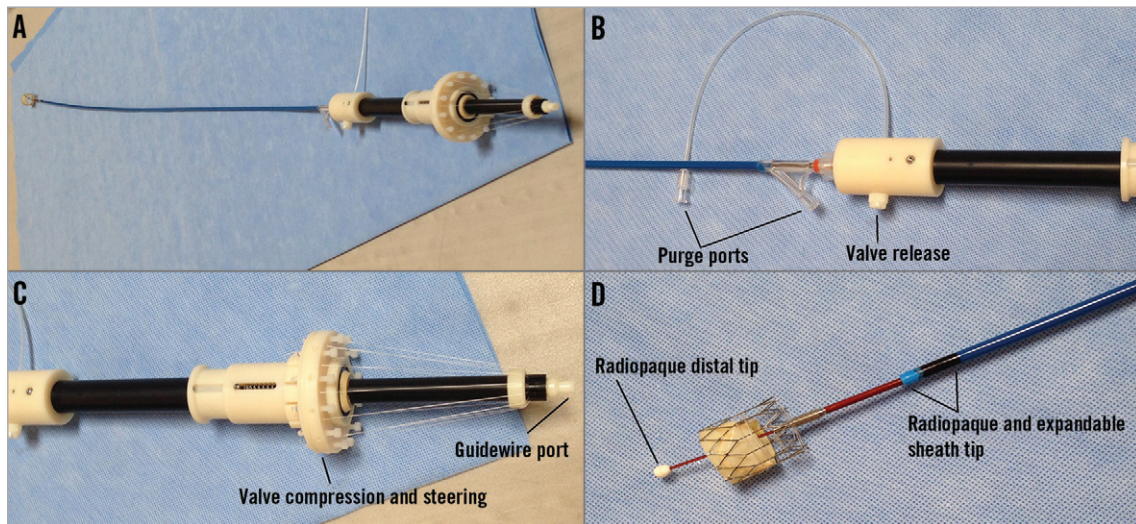 A
B
Purge ports
Valve release
C
Guidewire port
Valve compression and steering
D
Radiopaque distal tip
Radiopaque and expandable
sheath tip